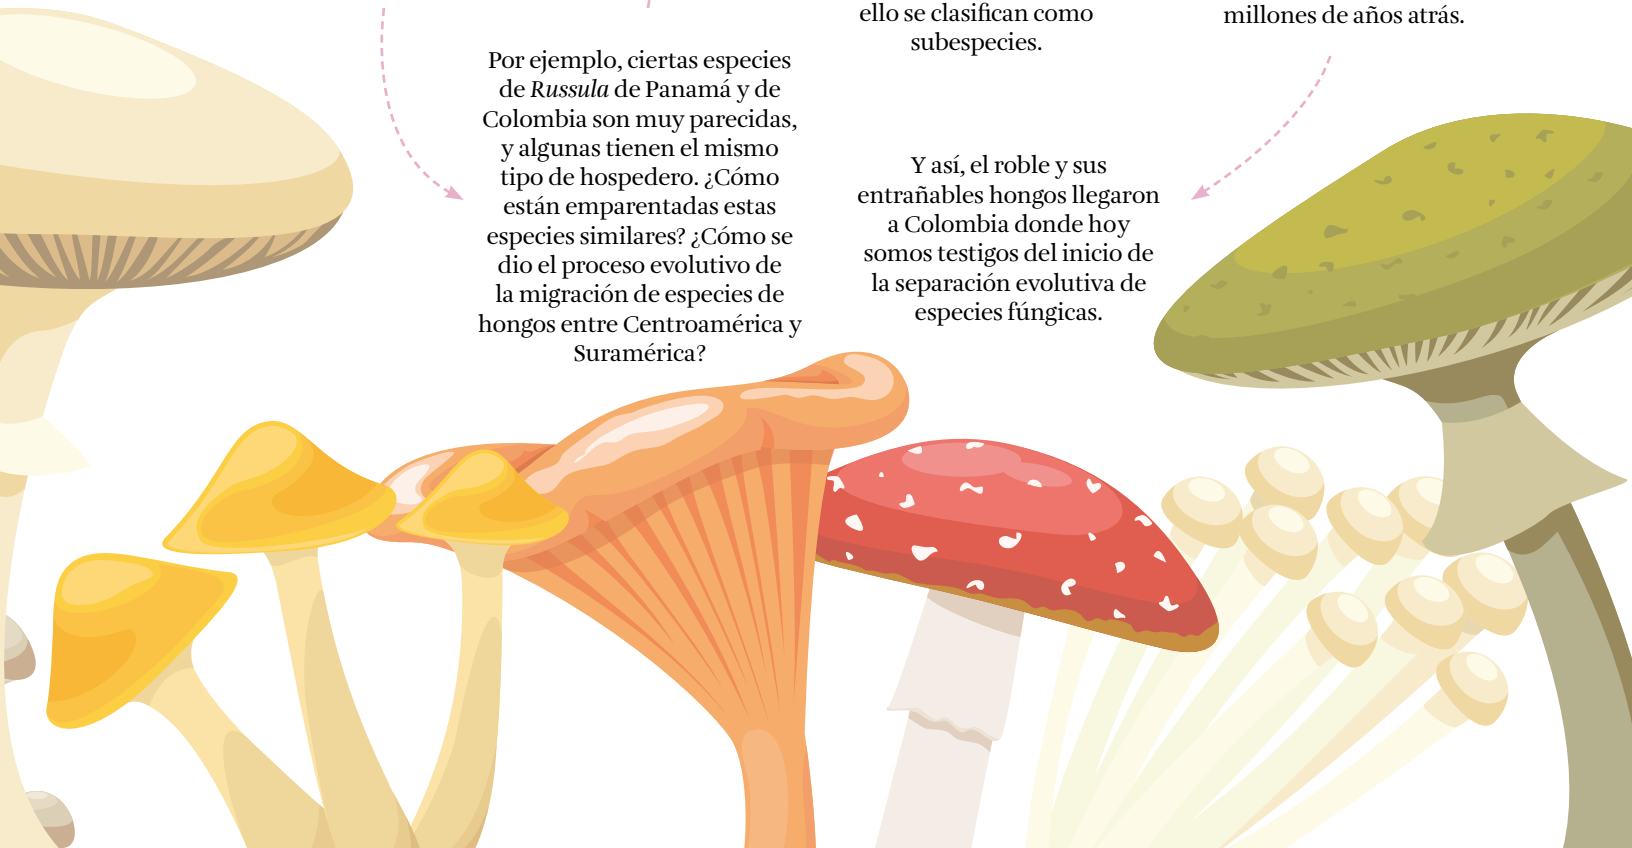 ello se clasifican como
subespecies.
millones de años atrás.
Por ejemplo, ciertas especies
de Russula de Panamá y de
Colombia son muy parecidas,
y algunas tienen el mismo
tipo de hospedero. ¿Cómo
están emparentadas estas
especies similares? ¿Cómo se
dio el proceso evolutivo de
la migración de especies de
hongos entre Centroamérica y
Suramérica?
Y así, el roble y sus
entrañables hongos llegaron
a Colombia donde hoy
somos testigos del inicio de
la separación evolutiva de
especies fúngicas.